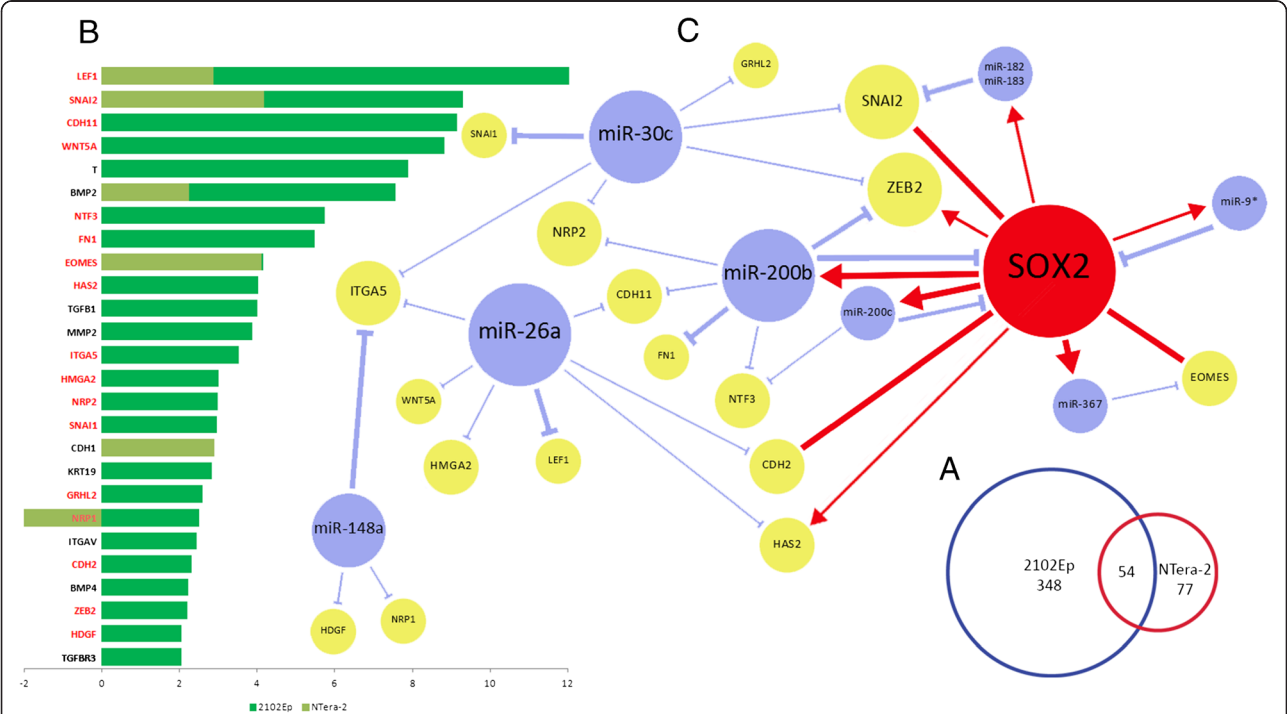 B
LEF1
SNAI2
CDH11
WNT5A
T
BMP2
NTF3
FN1
EOMES
HAS2
TGFB1
MMP2
ITGA5
HMGA2
NRP2
SNAI1
CDH1
KRT19
GRHL2
NRP1
ITGAV
CDH2
BMP4
ZEB2
HDGF
TGFBR3
-2 0 2 4 6 8 10 12
2102Ep NTera-2
C
GRHL2
miR-182
miR-183
SNAI2
miR-30c
SNAI1
ZEB2
miR-9*
NRP2
SOX2
miR-200b
ITGA5
CDH11
miR-200c
miR-26a
FN1
EOMES
NTF3
miR-367
WNT5A
HMGA2
LEF1
CDH2
miR-148a
HAS2
HDGF
NRP1
A
2102Ep
348
54
NTera-2
77